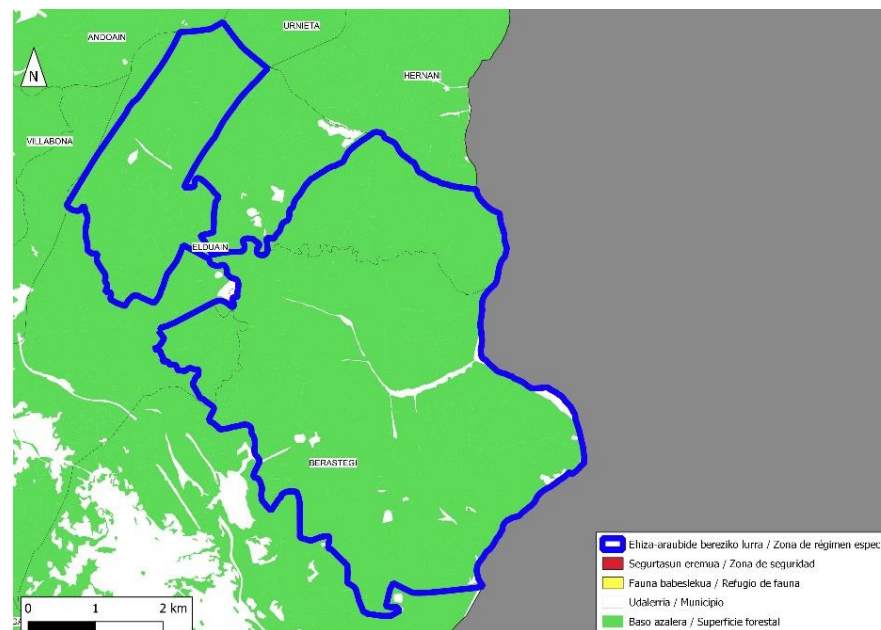 URNIETA
ANDOAIN
N
HERNANI
VILLABONA
ELDUAIN
BERASTEGI
0 1 2 km
Ehiza-araubide bereziko lurra / Zona de régimen espec
Segurtasun eremua / Zona de seguridad
Fauna babeslekua / Refugio de fauna
Udalerria / Municipio
Baso azalera / Superficie forestal